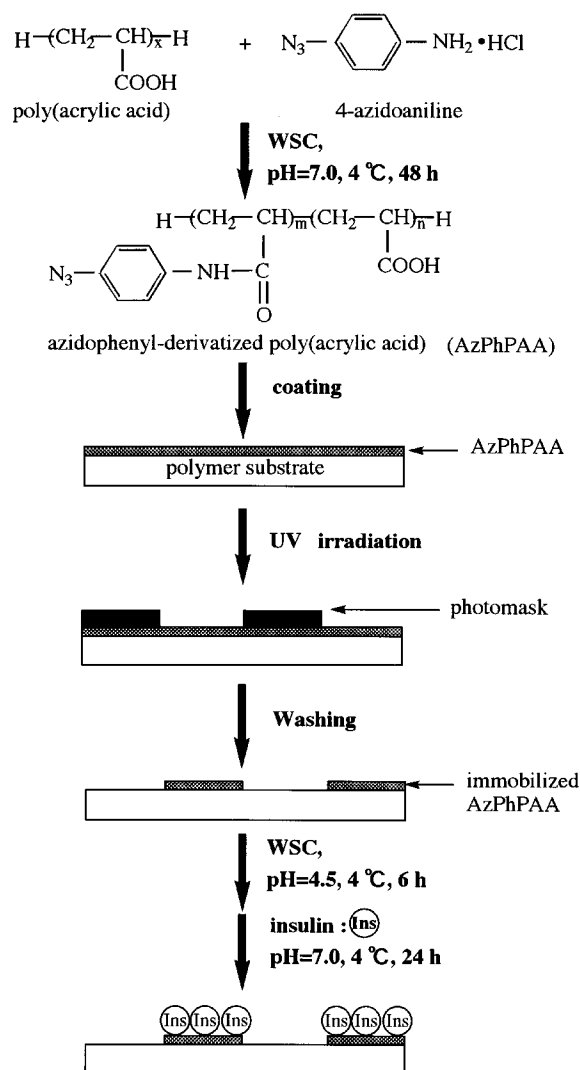 H-(CH2-CH)x-H + N3- -NH2•HCl
COOH
poly(acrylic acid) 4-azidoaniline
WSC,
pH=7.0, 4 ℃, 48 h
H-(CH2-CH)m-(CH2-CH)n-H
N3- -NH-C COOH
O
azidophenyl-derivatized poly(acrylic acid) (AzPhPAA)
coating
AzPhPAA
polymer substrate
UV irradiation
photomask
Washing
immobilized
AzPhPAA
WSC,
pH=4.5, 4 ℃, 6 h
insulin : Ins
pH=7.0, 4 ℃, 24 h
Ins Ins Ins Ins Ins Ins